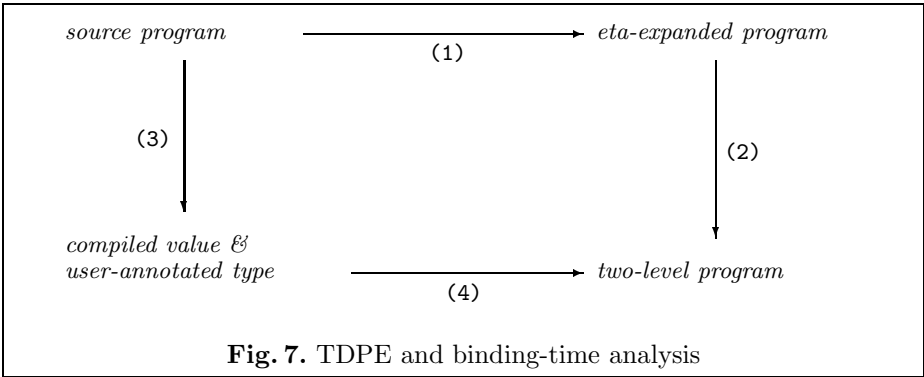 source program
eta-expanded program
(1)
(3)
(2)
compiled value &
user-annotated type
two-level program
(4)
Fig. 7. TDPE and binding-time analysis